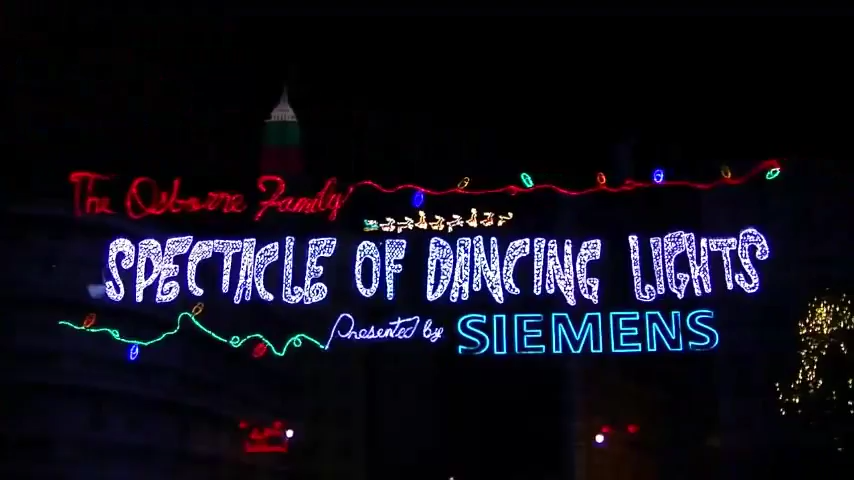 The Osborne Family
SPECTACLE OF DANCING LIGHTS
Presented by SIEMENS